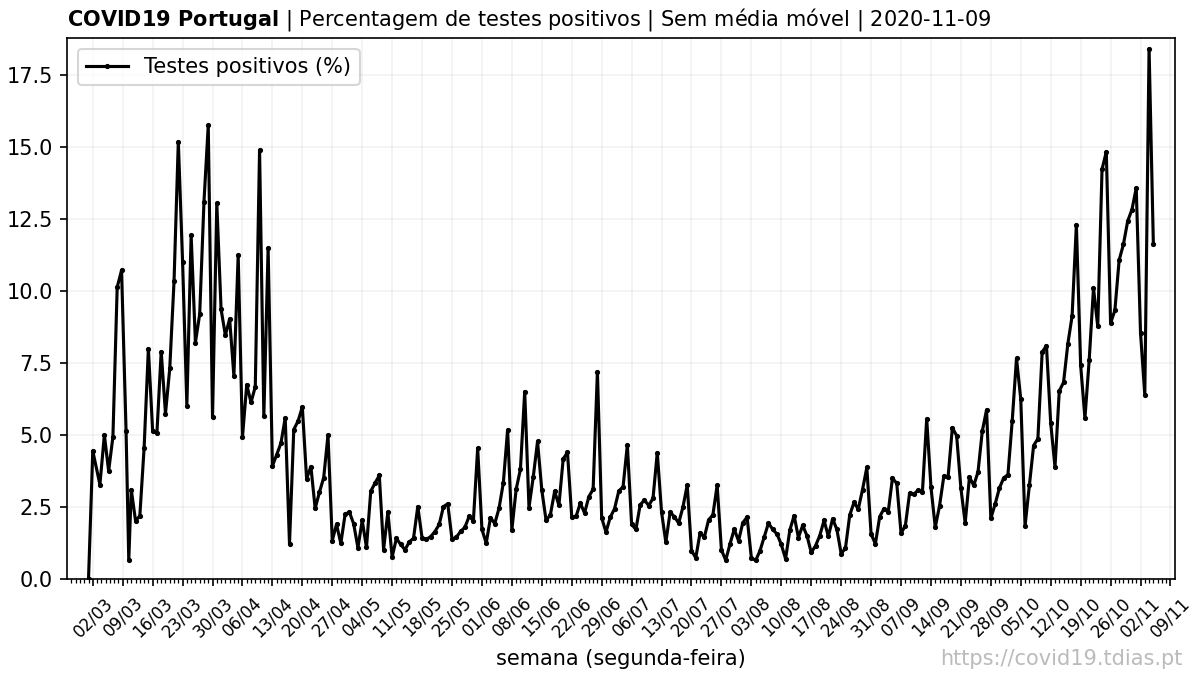 COVID19 Portugal | Percentagem de testes positivos | Sem média móvel | 2020-11-09
Testes positivos (%)
17.5
15.0
12.5
10.0
7.5
5.0
2.5
0.0
02/03 09/03 16/03 23/03 30/03 06/04 13/04 20/04 27/04 04/05 11/05 18/05 25/05 01/06 08/06 15/06 22/06 29/06 06/07 13/07 20/07 27/07 03/08 10/08 17/08 24/08 31/08 07/09 14/09 21/09 28/09 05/10 12/10 19/10 26/10 02/11 09/11
semana (segunda-feira)
https://covid19.tdias.pt